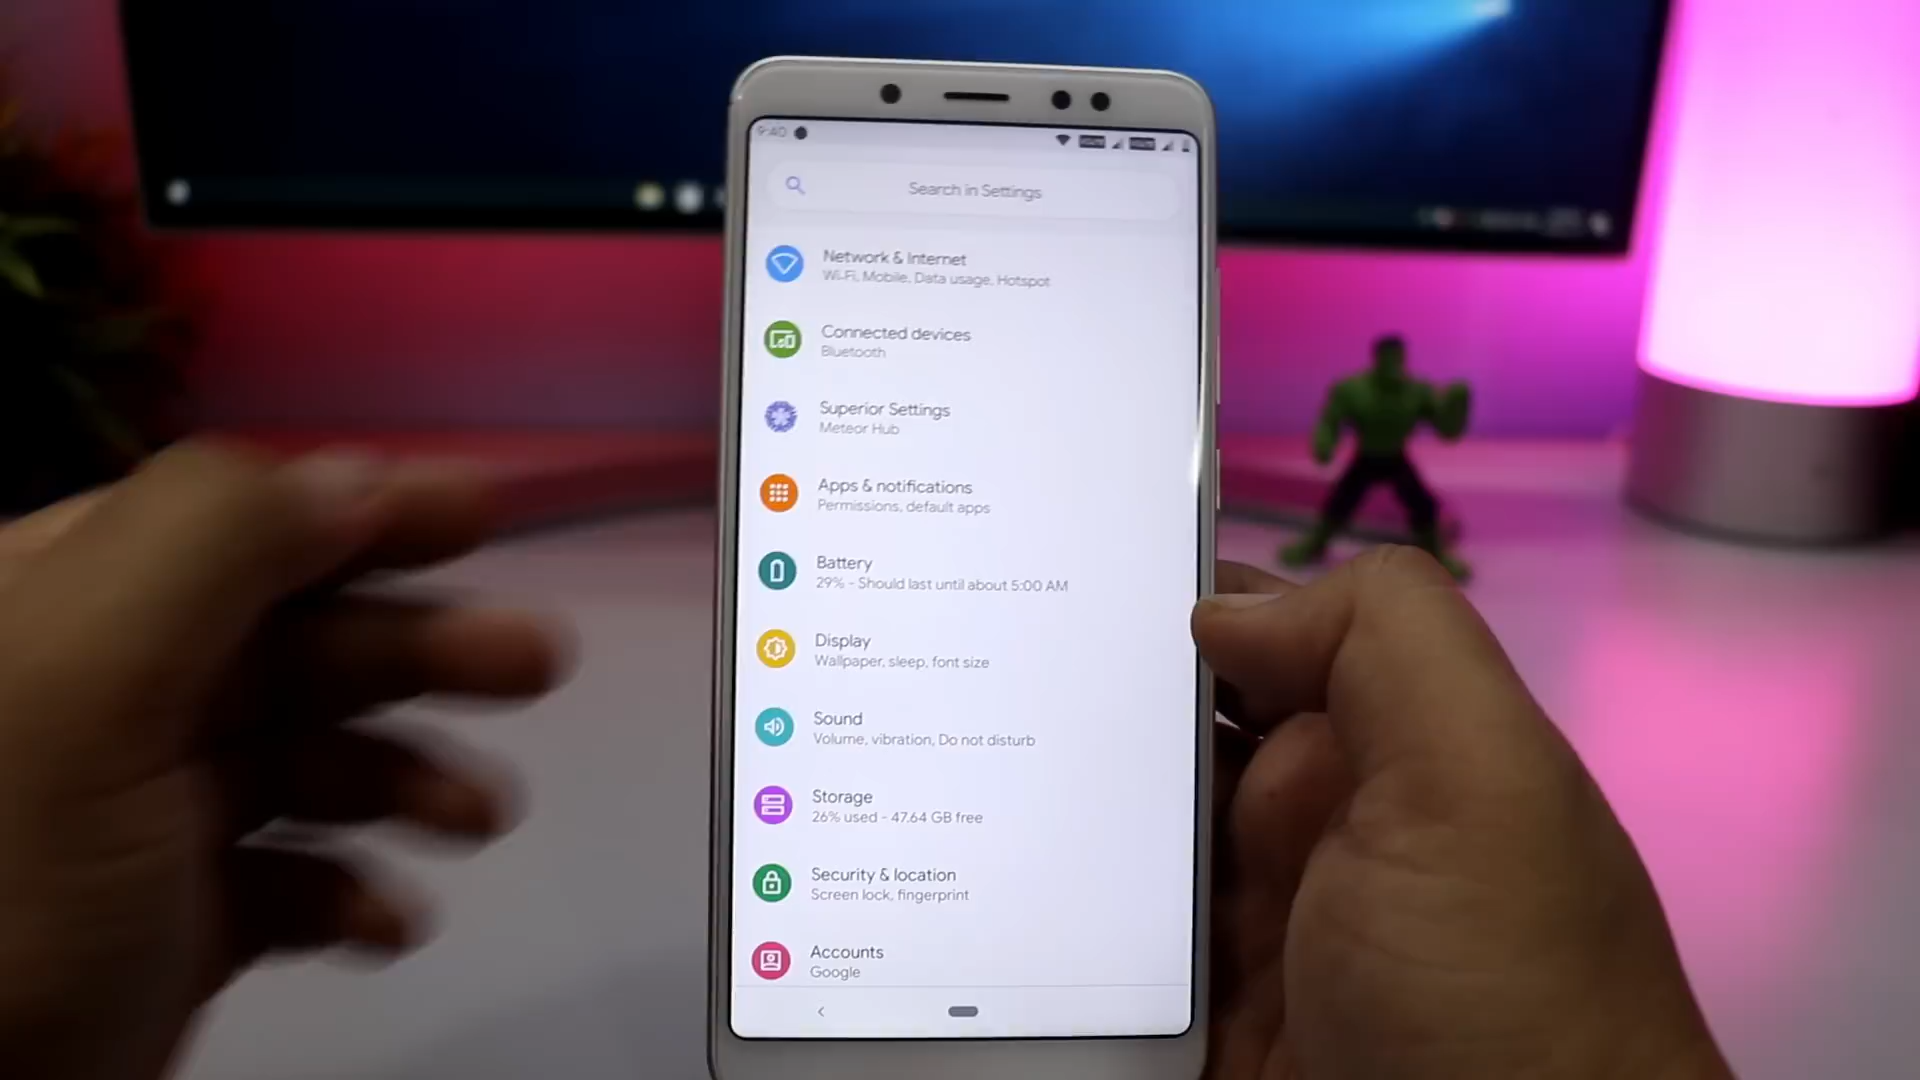 9:40
Search in Settings
Network & Internet
Wi-Fi, Mobile, Data usage, Hotspot
Connected devices
Bluetooth
Superior Settings
Meteor Hub
Apps & notifications
Permissions, default apps
Battery
29% - Should last until about 5:00 AM
Display
Wallpaper, sleep, font size
Sound
Volume, vibration, Do not disturb
Storage
26% used - 47.64 GB free
Security & location
Screen lock, fingerprint
Accounts
Google